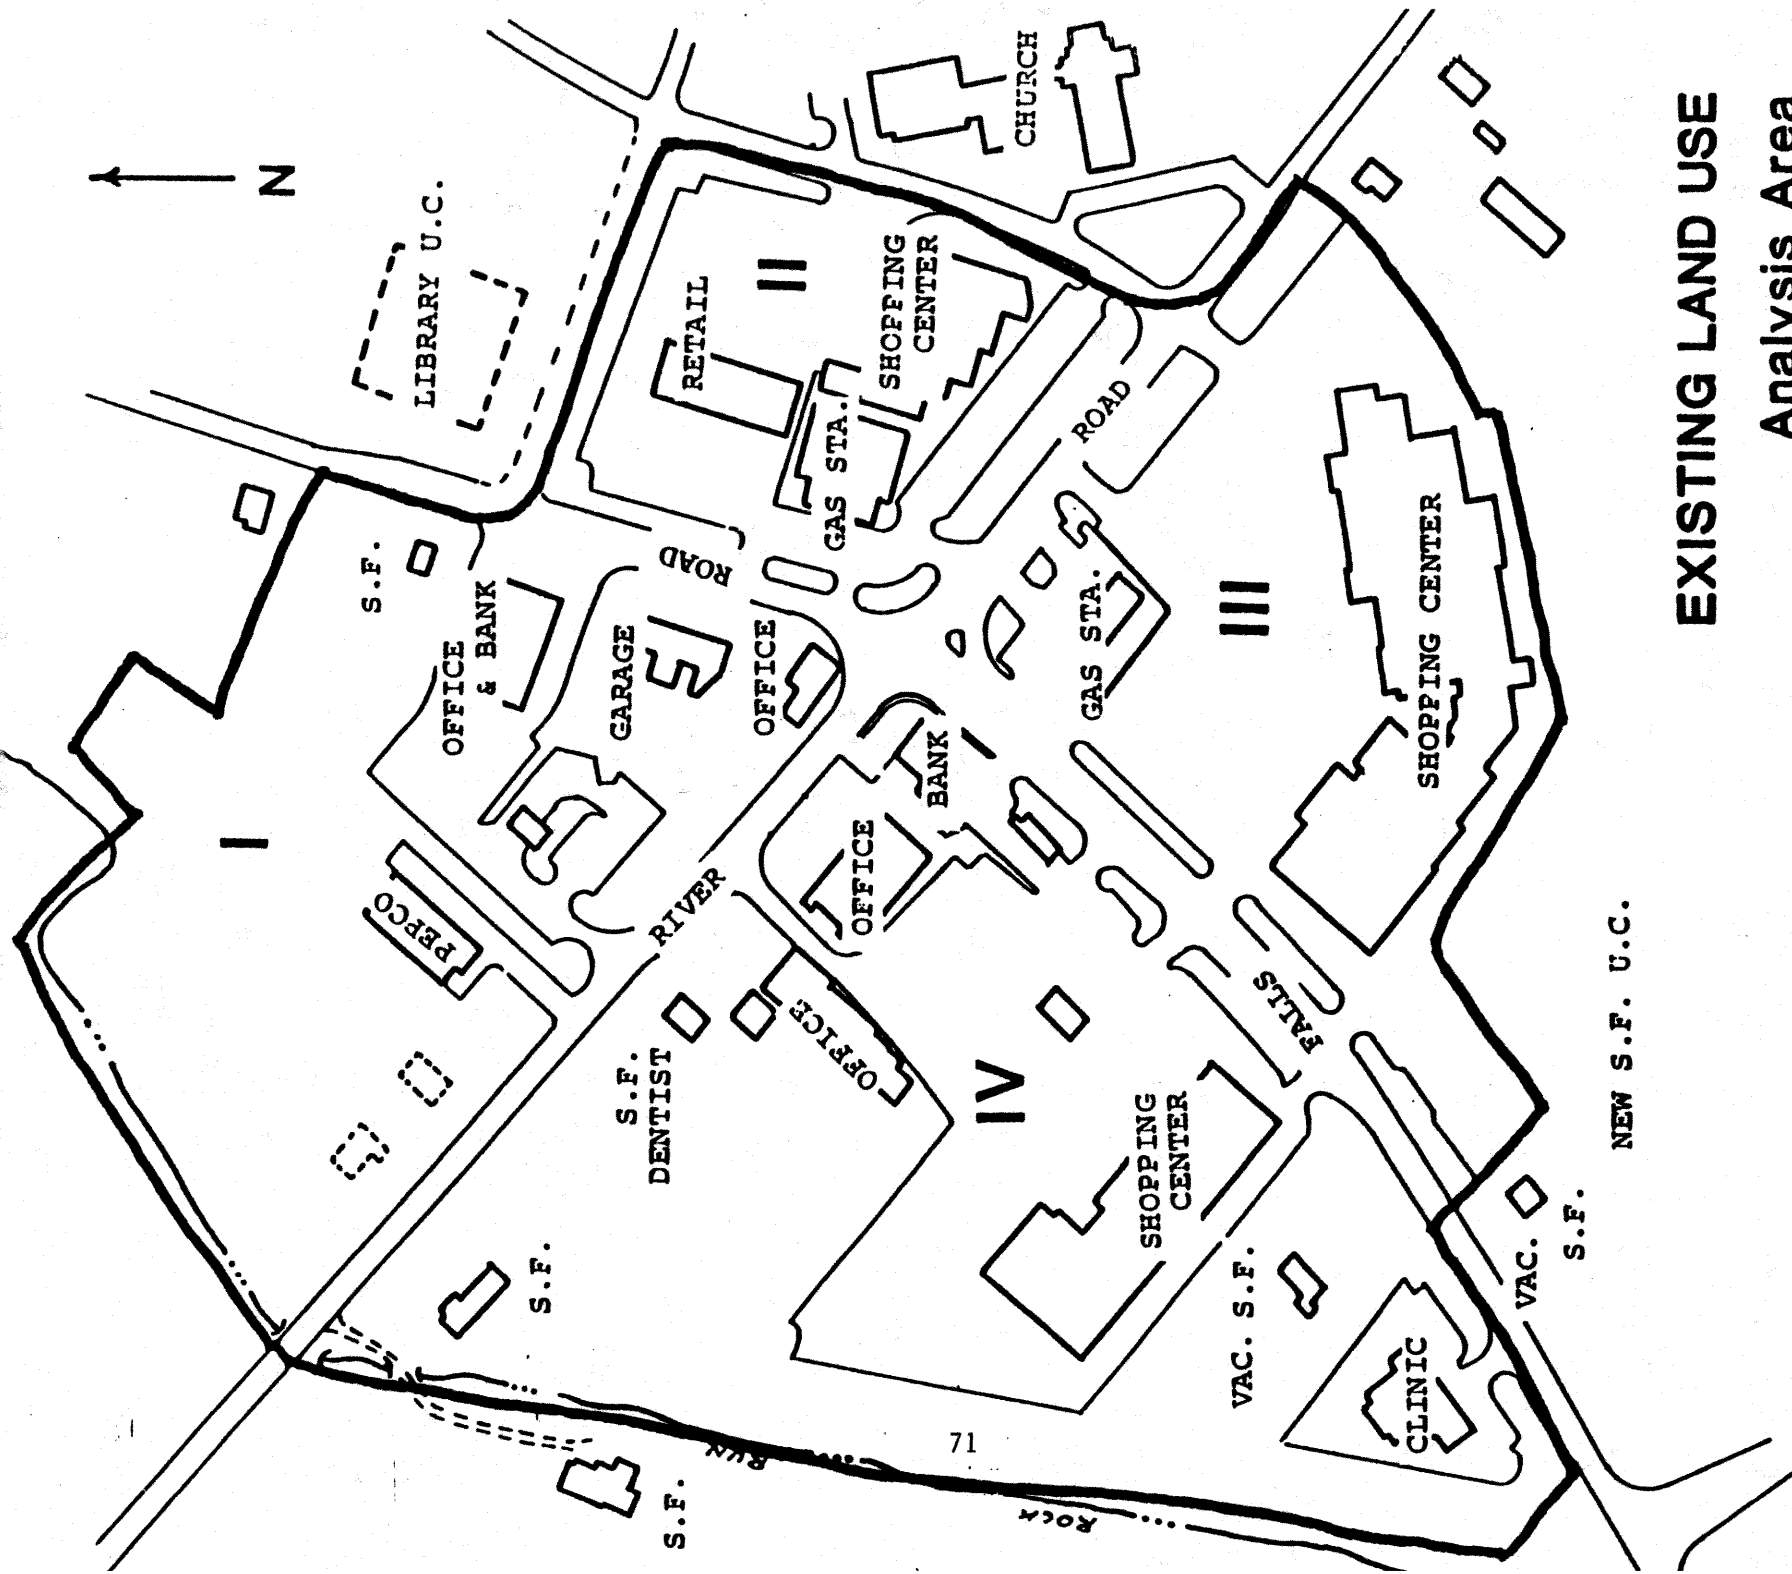 EXISTING LAND USE
Analysis Area
N
LIBRARY U.C.
CHURCH
S.F.
OFFICE
& BANK
RETAIL
II
SHOPPING
CENTER
ROAD
GAS STA.
ROAD
I
GARAGE
OFFICE
GAS STA.
III
SHOPPING CENTER
PEPCO
RIVER
OFFICE
BANK
S.F.
DENTIST
OFFICE
IV
FALLS
NEW S.F. U.C.
S.F.
SHOPPING
CENTER
VAC. S.F.
VAC.
S.F.
CLINIC
S.F.
RUN
ROCK
71